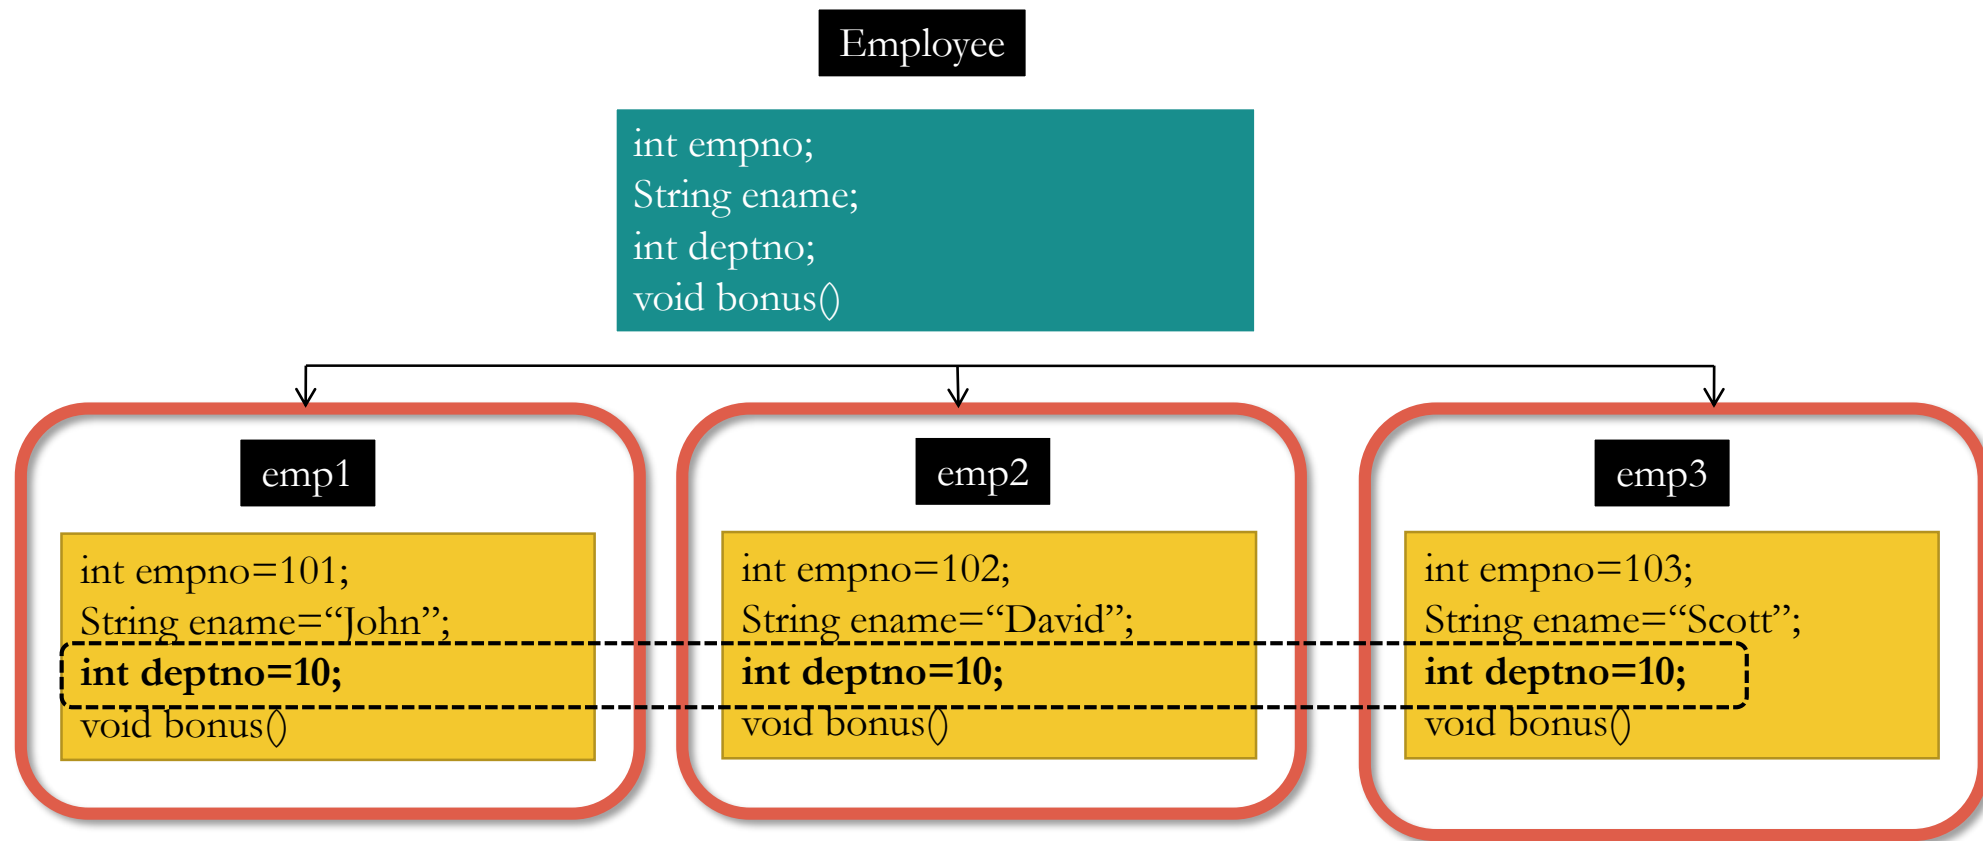 Employee
int empno;
String ename;
int deptno;
void bonus()
emp1
int empno=101;
String ename=“John”;
int deptno=10;
void bonus()
emp2
int empno=102;
String ename=“David”;
int deptno=10;
void bonus()
emp3
int empno=103;
String ename=“Scott”;
int deptno=10;
void bonus()